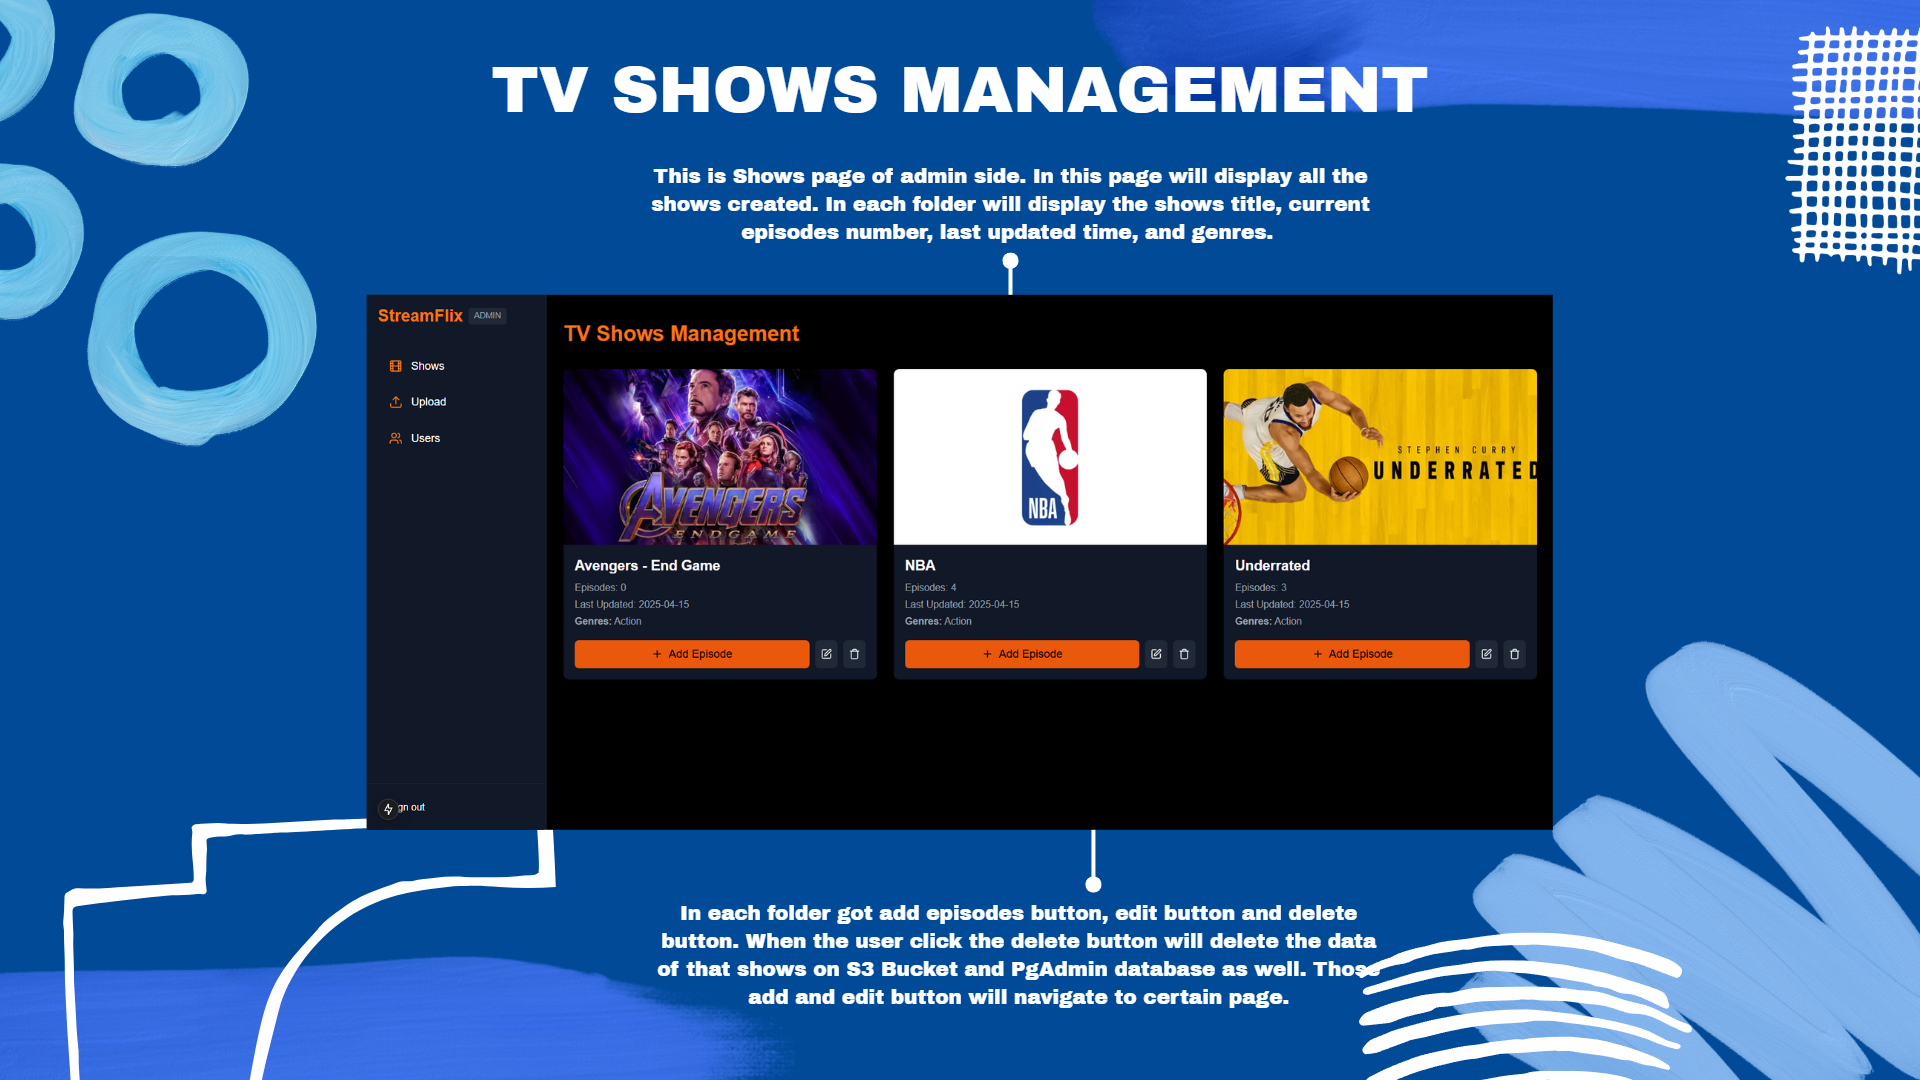 TV SHOWS MANAGEMENT
This is Shows page of admin side. In this page will display all the
shows created. In each folder will display the shows title, current
episodes number, last updated time, and genres.
StreamFlix ADMIN
Shows
Upload
Users
gn out
TV Shows Management
AVENGERS
ENDGAME
Avengers - End Game
Episodes: 0
Last Updated: 2025-04-15
Genres: Action
+ Add Episode
NBA
NBA
Episodes: 4
Last Updated: 2025-04-15
Genres: Action
+ Add Episode
STEPHEN CURRY
UNDERRATED
Underrated
Episodes: 3
Last Updated: 2025-04-15
Genres: Action
+ Add Episode
In each folder got add episodes button, edit button and delete
button. When the user click the delete button will delete the data
of that shows on S3 Bucket and PgAdmin database as well. Those
add and edit button will navigate to certain page.